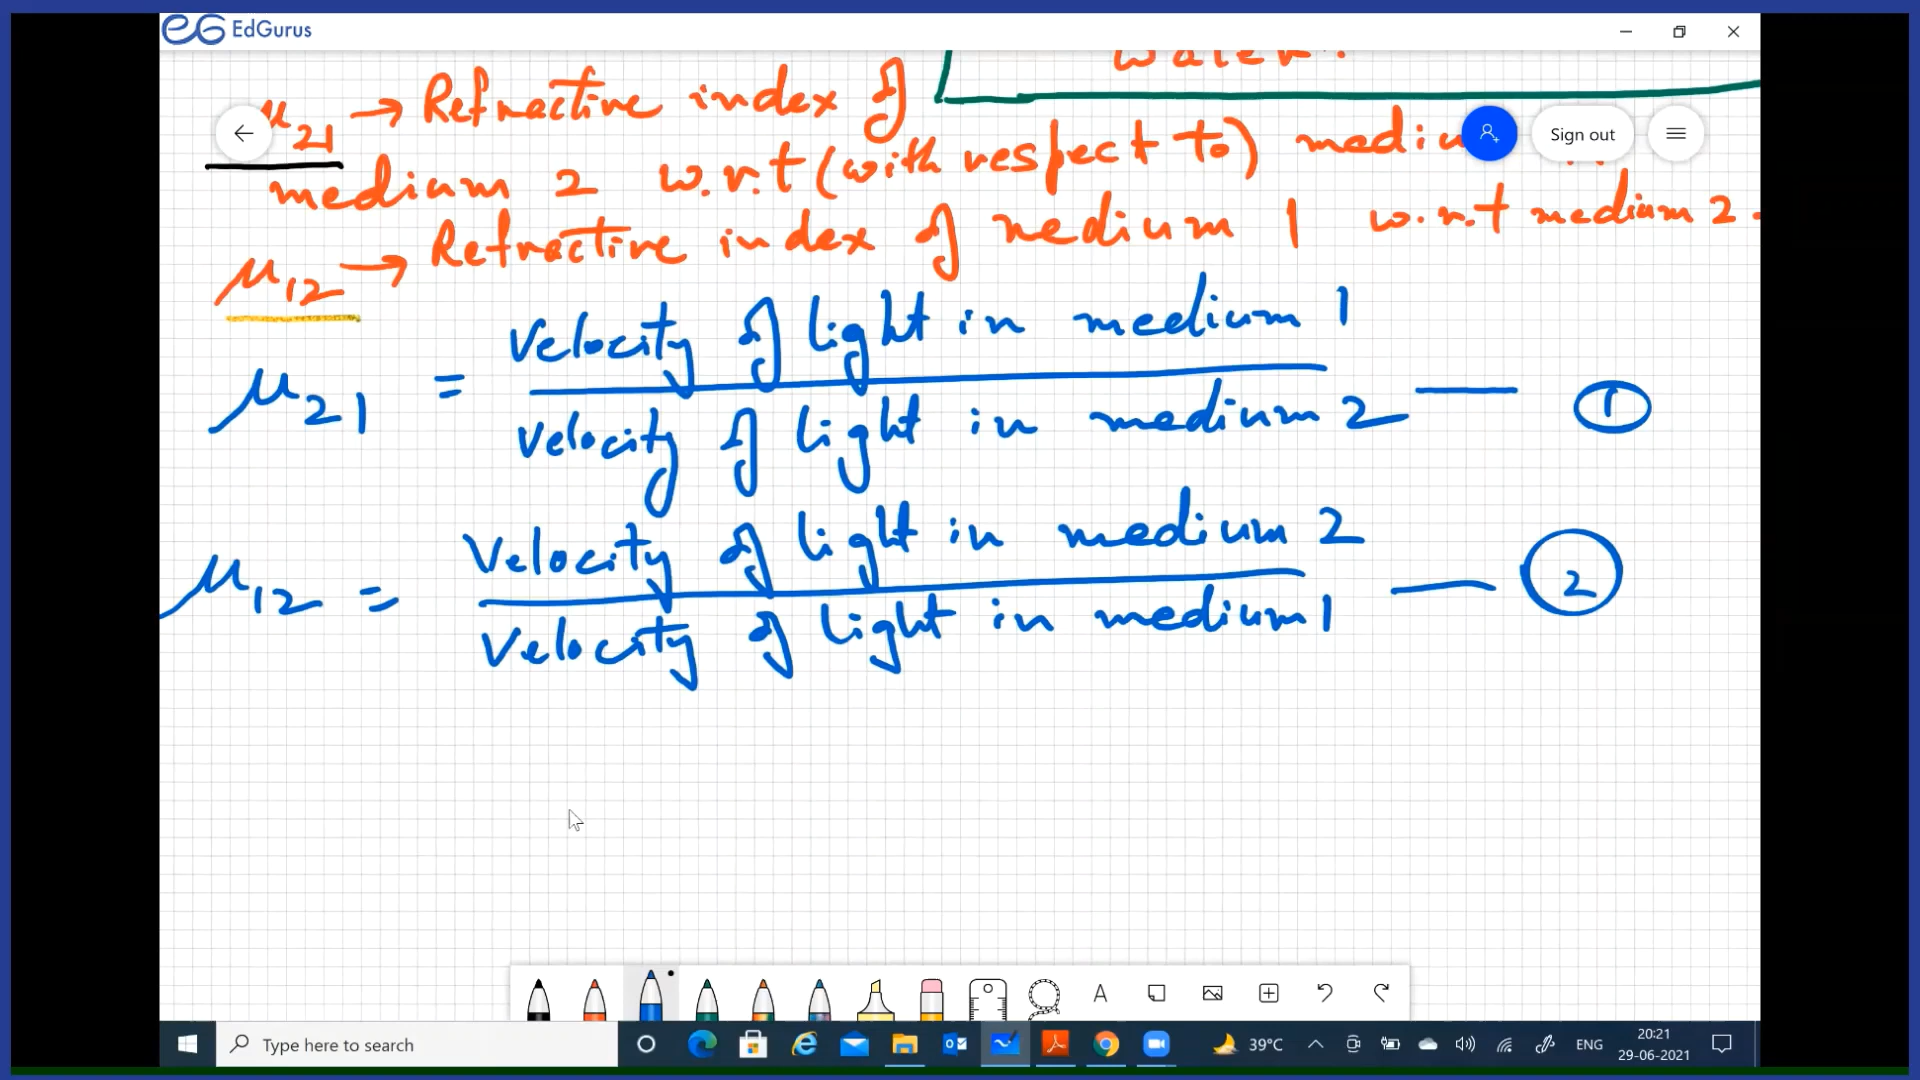 EdGurus
water.
μ21 → Refractive index of
Sign out
medium 2 w.r.t (with respect to)
μ12 → Refractive index of medium 1 w.r.t medium 2.
μ21 = Velocity of light in medium 1
velocity of light in medium 2 — 1
μ12 = Velocity of light in medium 2
Velocity of light in medium 1 — 2
A
Type here to search
39°C
ENG
20:21
29-06-2021